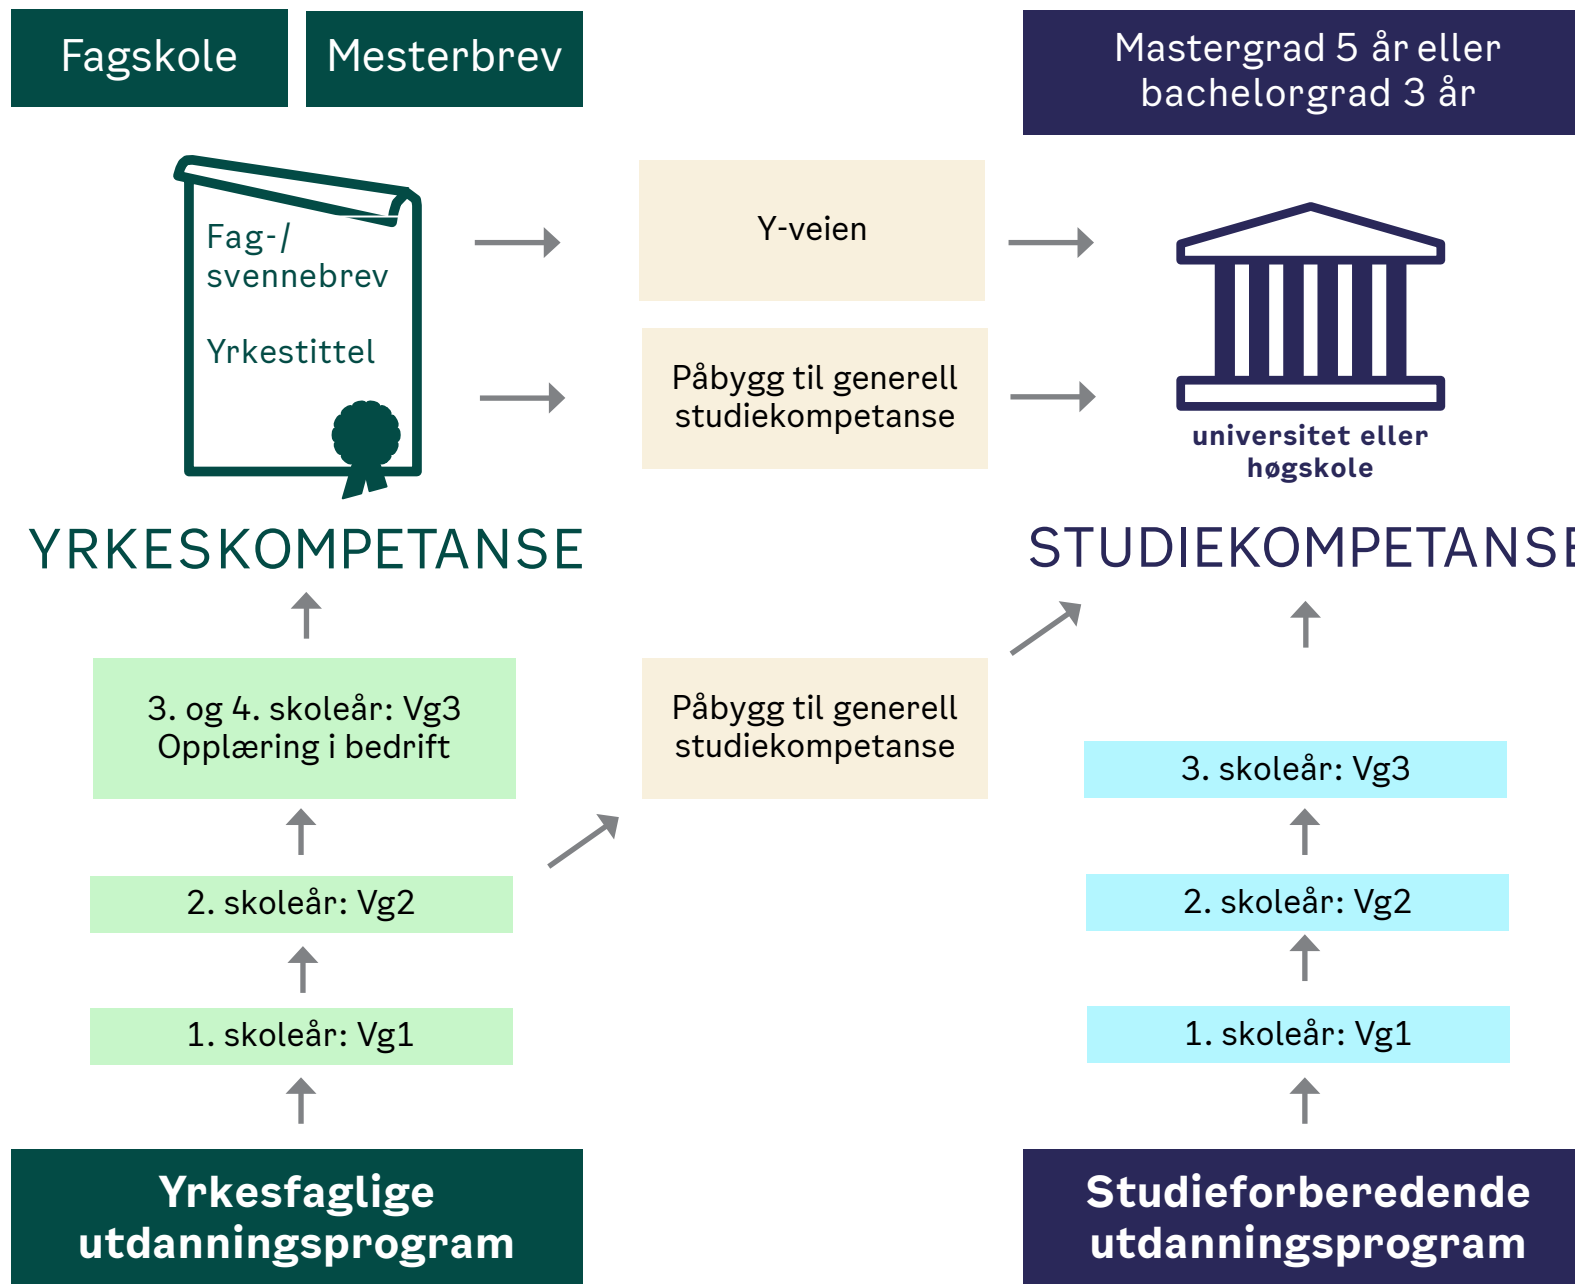 Fagskole
Mesterbrev
Mastergrad 5 år eller
bachelorgrad 3 år
Fag-/
svennebrev
Yrkestittel
Y-veien
Påbygg til generell
studiekompetanse
universitet eller
høgskole
YRKESKOMPETANSE
STUDIEKOMPETANSE
3. og 4. skoleår: Vg3
Opplæring i bedrift
Påbygg til generell
studiekompetanse
3. skoleår: Vg3
2. skoleår: Vg2
2. skoleår: Vg2
1. skoleår: Vg1
1. skoleår: Vg1
Yrkesfaglige
utdanningsprogram
Studieforberedende
utdanningsprogram